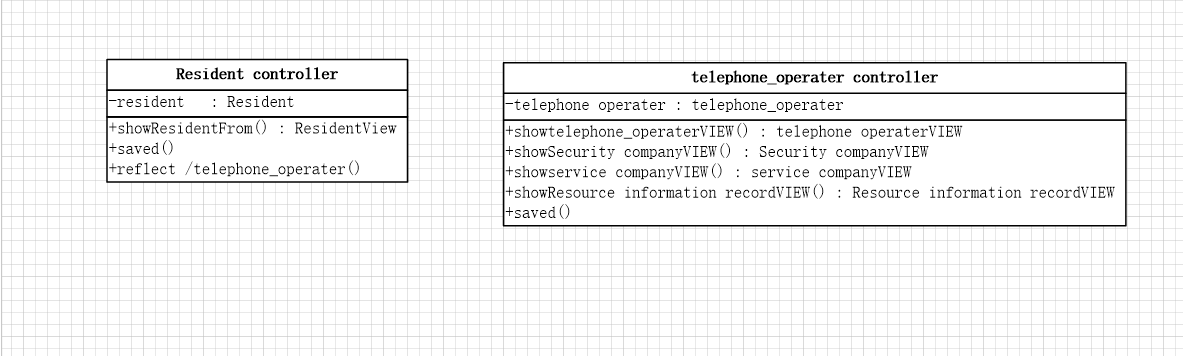 Resident controller
-resident : Resident
+showResidentFrom() : ResidentView
+saved()
+reflect /telephone_operater()
telephone_operater controller
-telephone operater : telephone_operater
+showtelephone_operaterVIEW() : telephone operaterVIEW
+showSecurity companyVIEW() : Security companyVIEW
+showservice companyVIEW() : service companyVIEW
+showResource information recordVIEW() : Resource information recordVIEW
+saved()